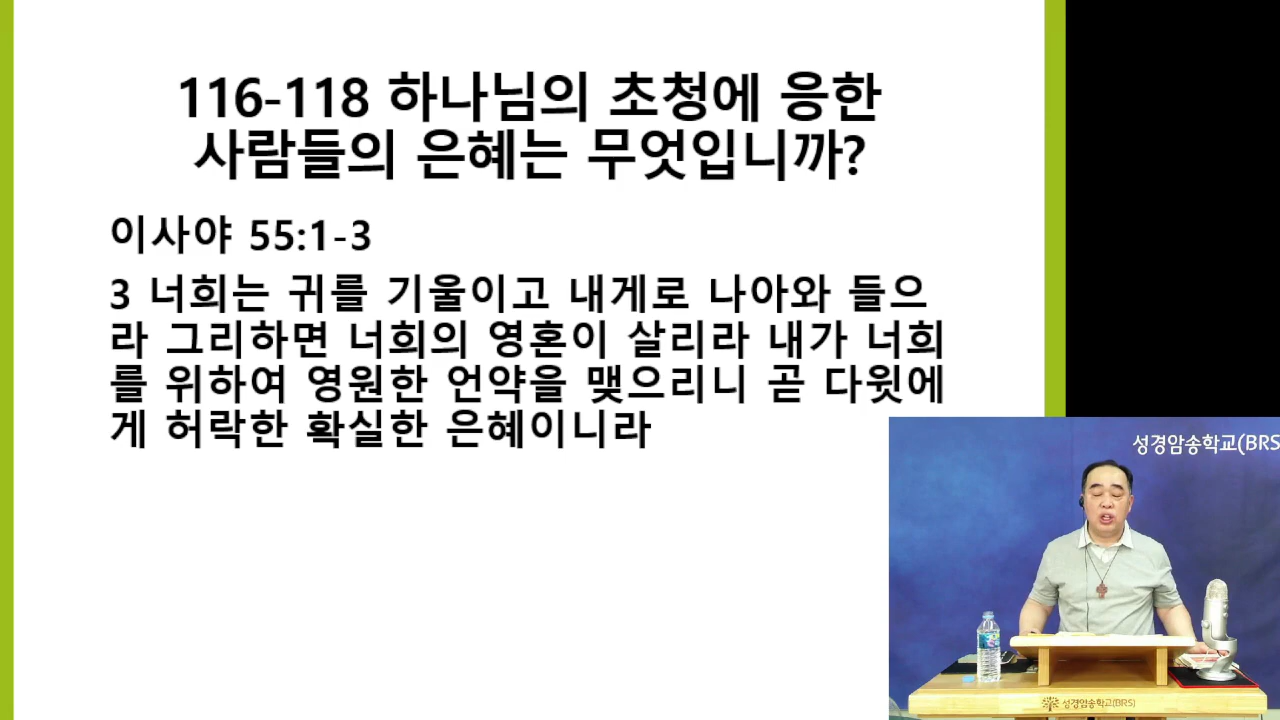 116-118 하나님의 초청에 응한
사람들의 은혜는 무엇입니까?
이사야 55:1-3
3 너희는 귀를 기울이고 내게로 나아와 들으
라 그리하면 너희의 영혼이 살리라 내가 너희
를 위하여 영원한 언약을 맺으리니 곧 다윗에
게 허락한 확실한 은혜이니라
성경암송학교(BRS
성경암송학교(BRS)